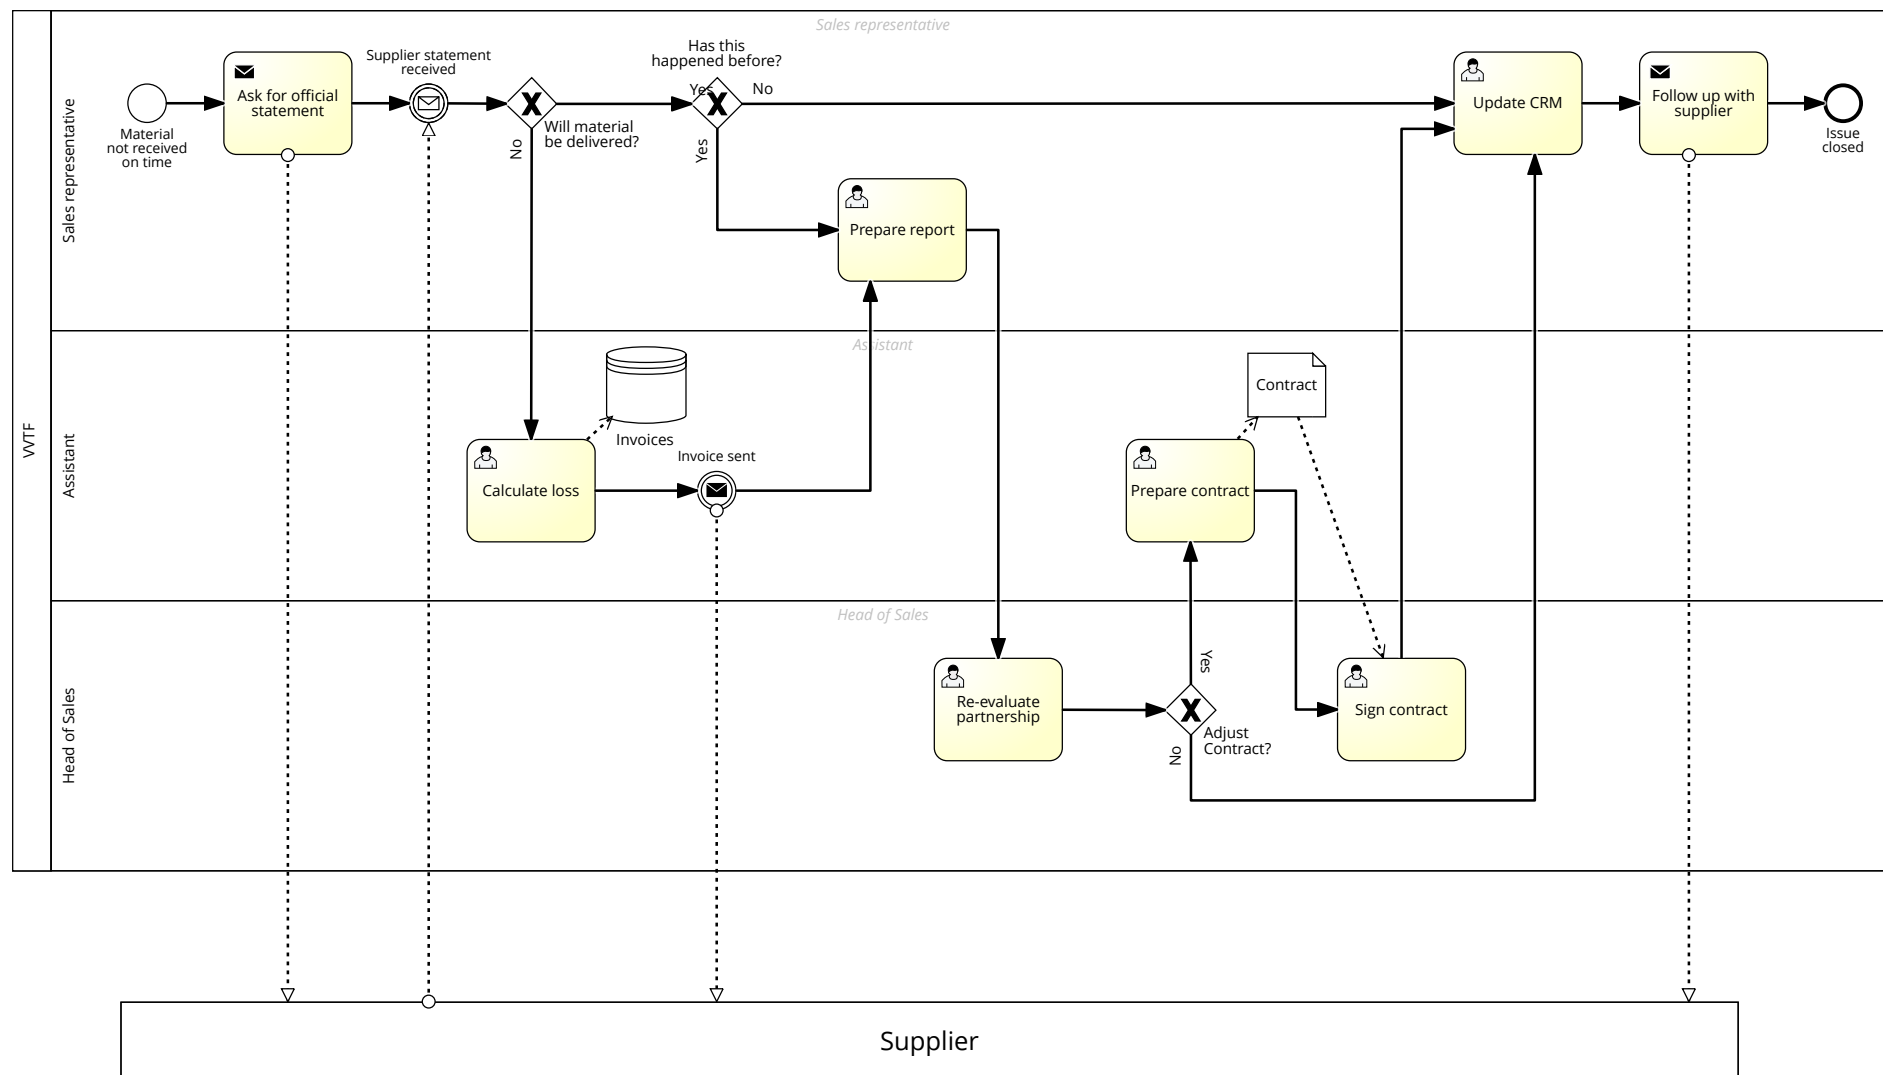 Sales representative
Supplier statement
received
Has this
happened before?
Ask for official
statement
Yes
No
Update CRM
Follow up with
supplier
Material
not received
on time
Will material
be delivered?
No
Yes
Issue
closed
Sales representative
Prepare report
VVTF
Assistant
Contract
Invoices
Invoice sent
Assistant
Calculate loss
Prepare contract
Head of Sales
Yes
Re-evaluate
partnership
Sign contract
Adjust
Contract?
No
Head of Sales
Supplier